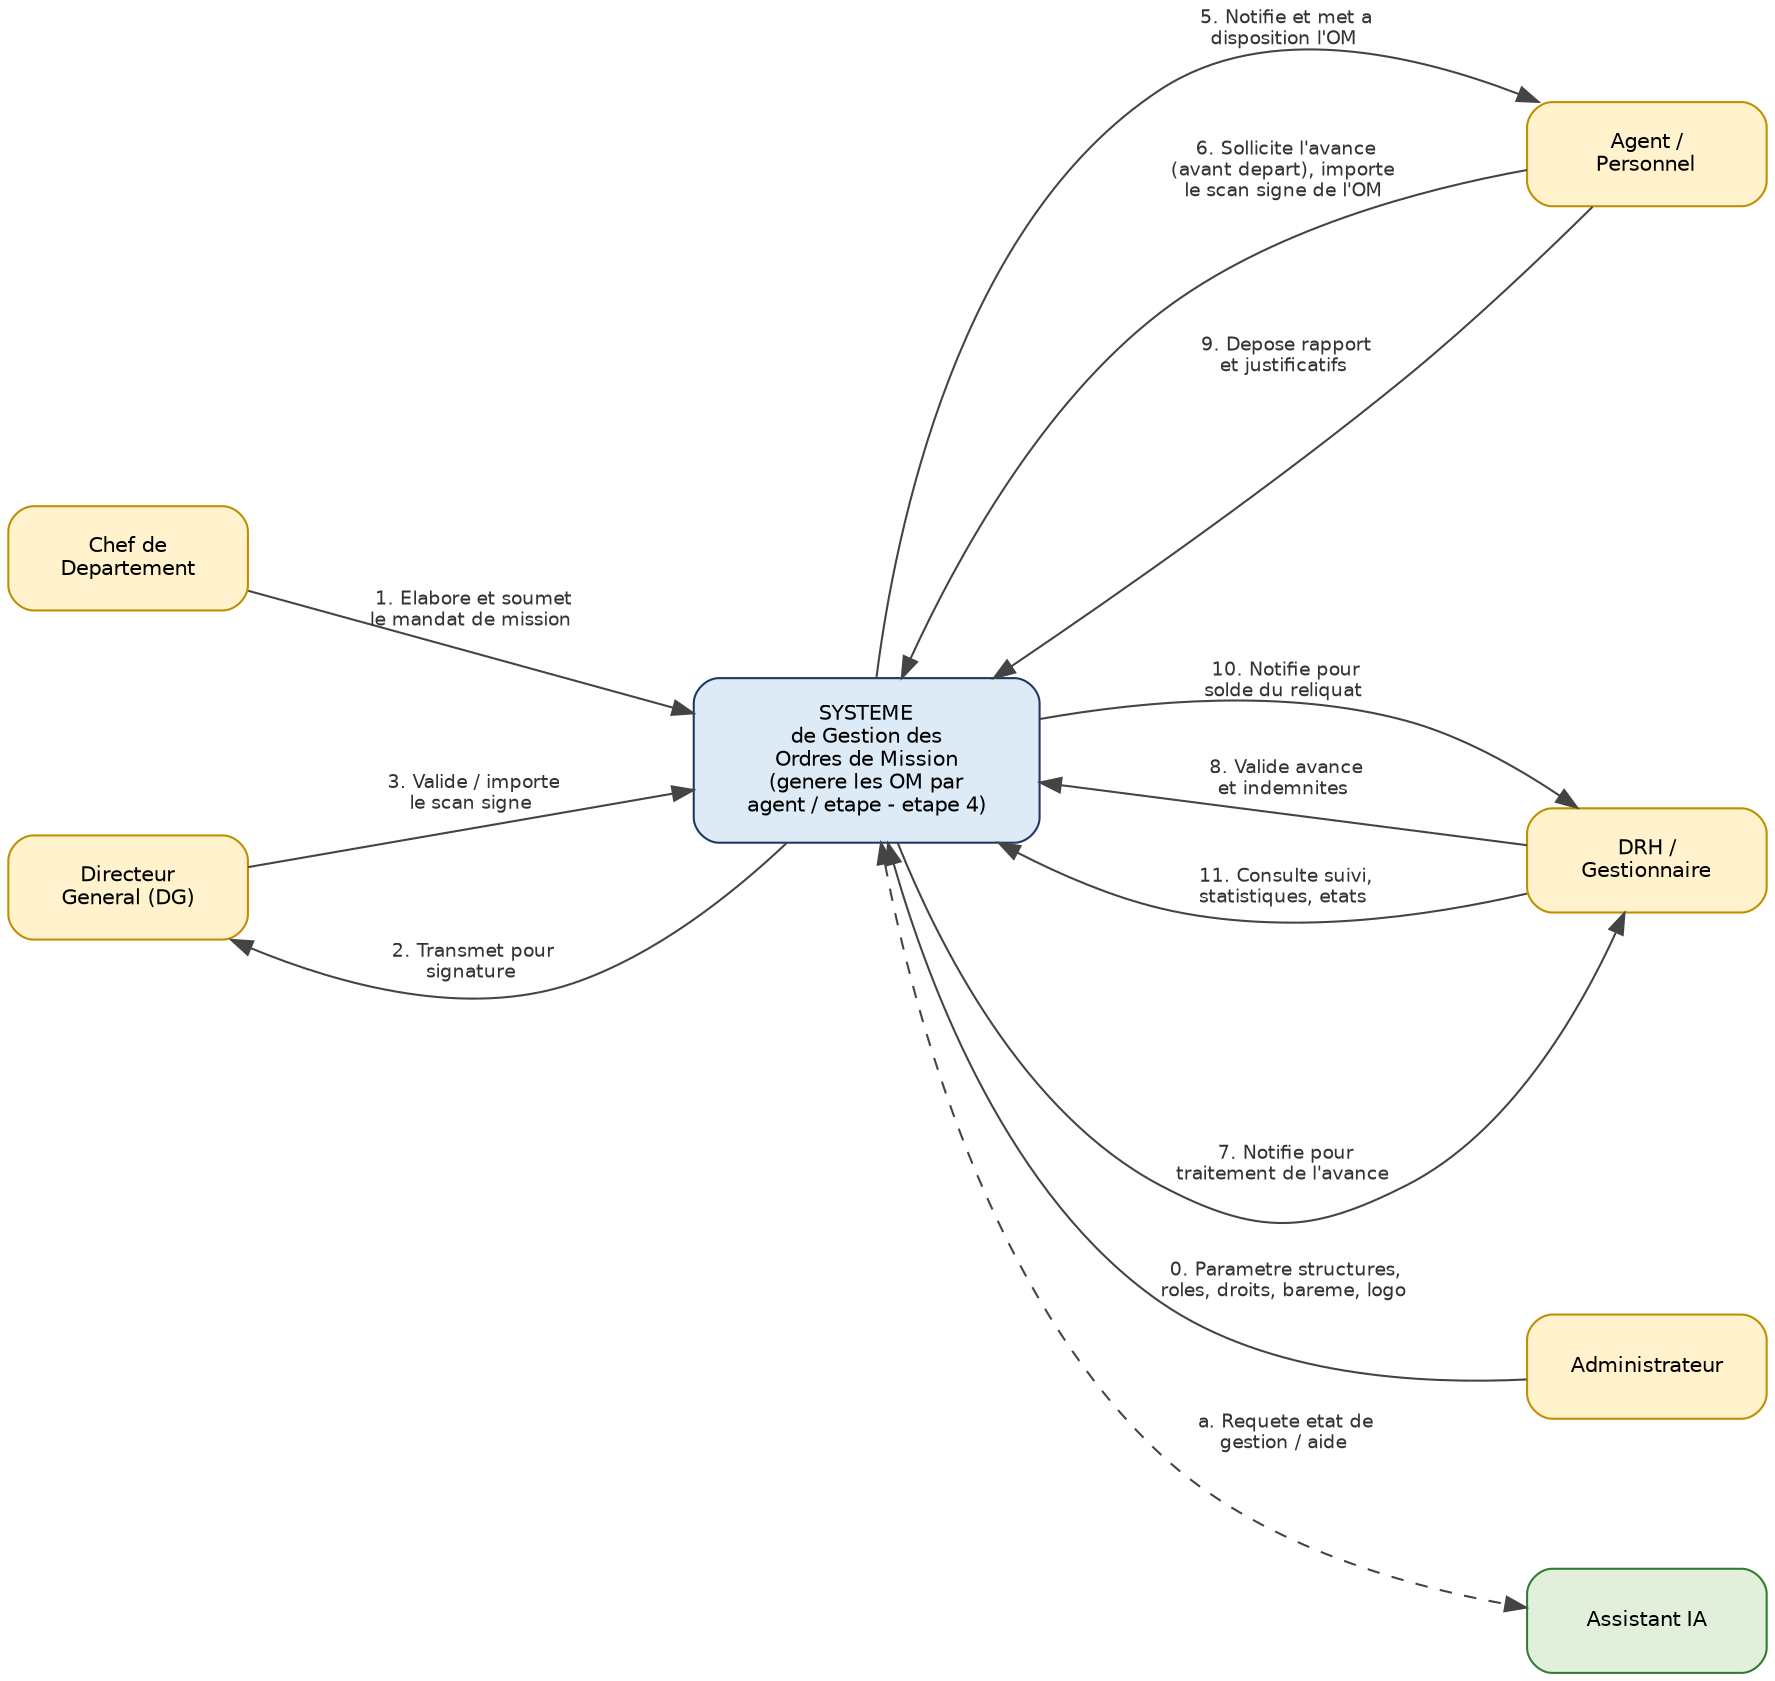 5. Notifie et met a
disposition l'OM
Agent /
Personnel
6. Sollicite l'avance
(avant depart), importe
le scan signe de l'OM
9. Depose rapport
et justificatifs
Chef de
Departement
1. Elabore et soumet
le mandat de mission
10. Notifie pour
solde du reliquat
SYSTEME
de Gestion des
Ordres de Mission
(genere les OM par
agent / etape - etape 4)
3. Valide / importe
le scan signe
8. Valide avance
et indemnites
DRH /
Gestionnaire
Directeur
General (DG)
11. Consulte suivi,
statistiques, etats
2. Transmet pour
signature
7. Notifie pour
traitement de l'avance
0. Parametre structures,
roles, droits, bareme, logo
Administrateur
a. Requete etat de
gestion / aide
Assistant IA